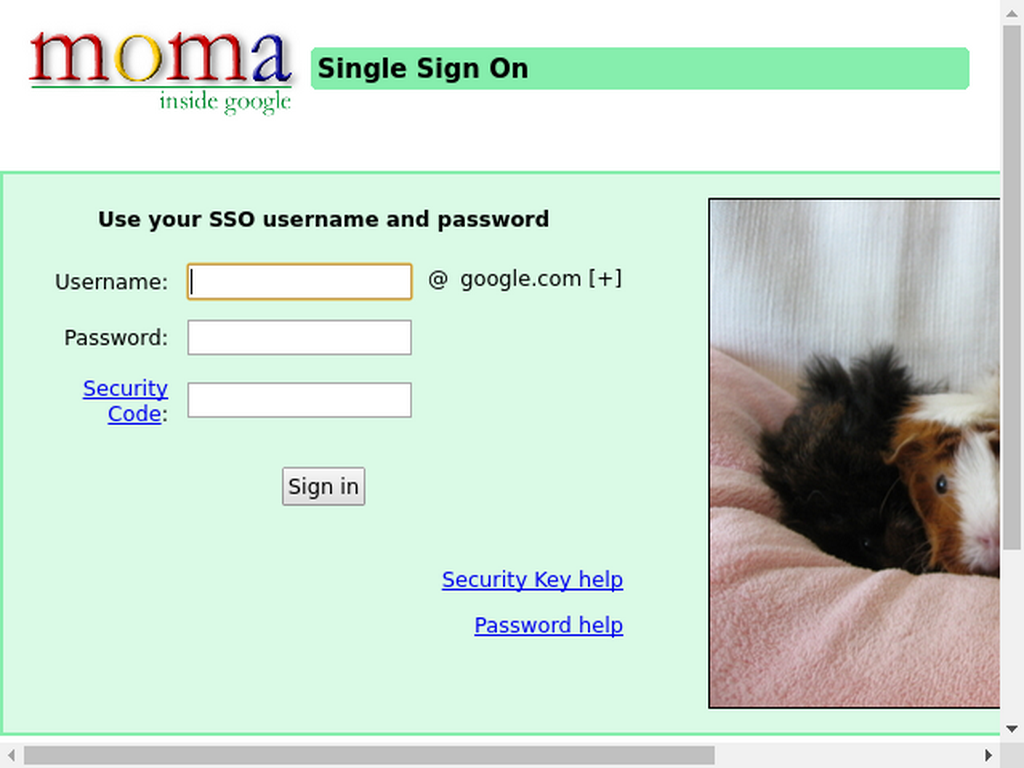 moma
inside google
Single Sign On
Use your SSO username and password
Username:
@ google.com [+]
Password:
Security
Code:
Sign in
Security Key help
Password help